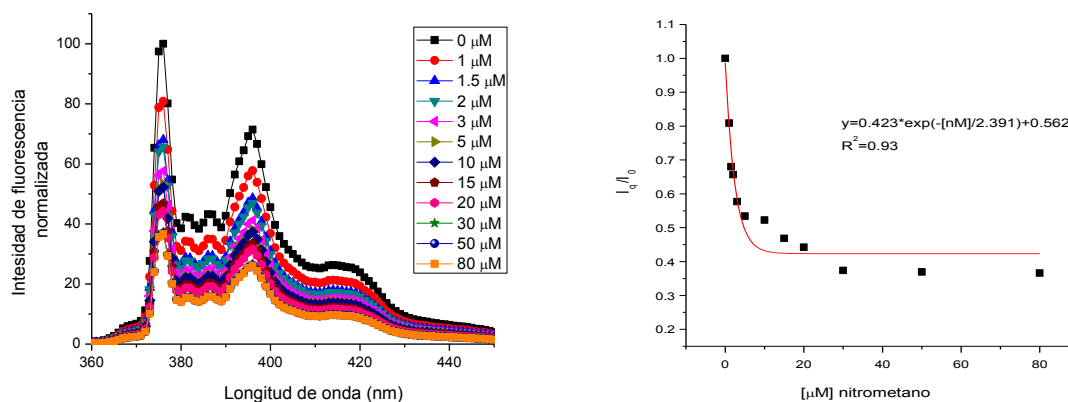 Intesidad de fluorescencia
normalizada
100
80
60
40
20
0
360
380
400
420
440
Longitud de onda (nm)
0 μM
1 μM
1.5 μM
2 μM
3 μM
5 μM
10 μM
15 μM
20 μM
30 μM
50 μM
80 μM
I_q/I_0
1.1
1.0
0.9
0.8
0.7
0.6
0.5
0.4
0.3
0.2
y=0.423*exp(-[nM]/2.391)+0.562
R²=0.93
0
20
40
60
80
[μM] nitrometano